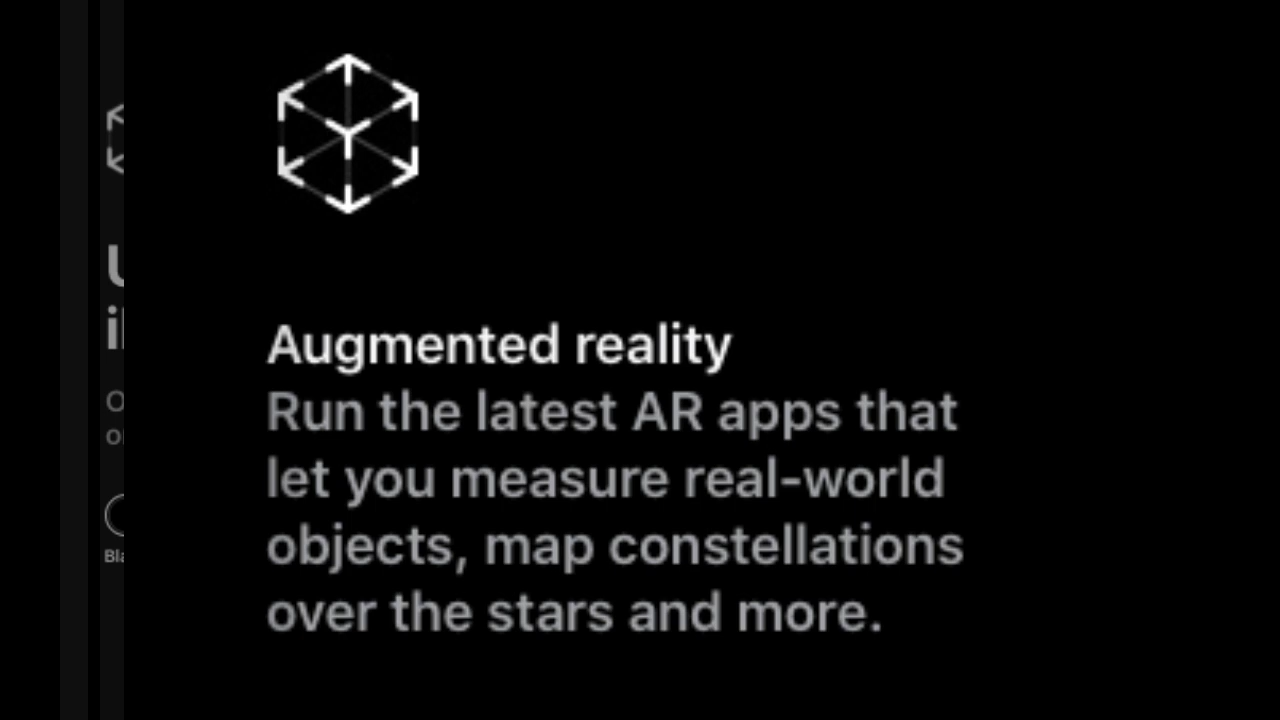 Augmented reality
Run the latest AR apps that
let you measure real-world
objects, map constellations
over the stars and more.